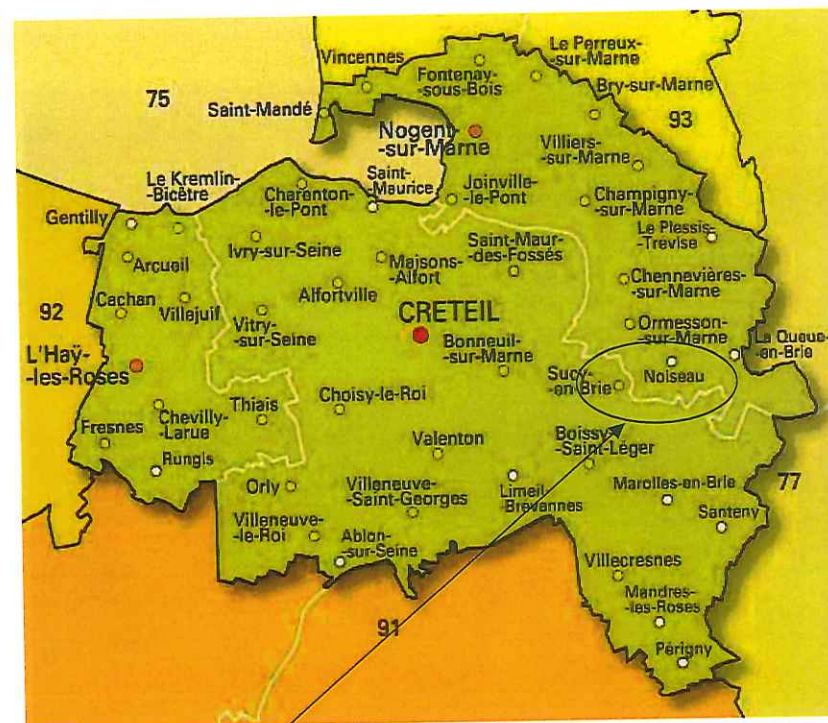 Vincennes
Le Perreux-
-sur-Marne
Fontenay-
-sous-Bois
Bry-sur-Marne
75
Saint-Mandé
93
Nogent-
-sur-Marne
Villiers-
-sur-Marne
Le Kremlin-
-Bicêtre
Charenton-
-le-Pont
Saint-
-Maurice
Joinville-
-le-Pont
Champigny-
-sur-Marne
Gentilly
Le Plessis-
-Trévise
Ivry-sur-Seine
Maisons-
-Alfort
Saint-Maur-
-des-Fossés
Arcueil
Chennevières-
-sur-Marne
Alfortville
Cachan
Villejuif
92
Vitry-
-sur-Seine
CRETEIL
Ormesson-
-sur-Marne
La Queue-
-en-Brie
L'Haÿ-
-les-Roses
Bonneuil-
-sur-Marne
Sucy-
-en-Brie
Noiseau
Choisy-le-Roi
Chevilly-
-Larue
Thiais
Fresnes
Rungis
Valenton
Boissy-
-Saint-Léger
77
Orly
Villeneuve-
-Saint-Georges
Limeil-
-Brévannes
Marolles-en-Brie
Santeny
Villeneuve-
-le-Roi
Ablon-
-sur-Seine
Villecresnes
Mandres-
-les-Roses
91
Périgny